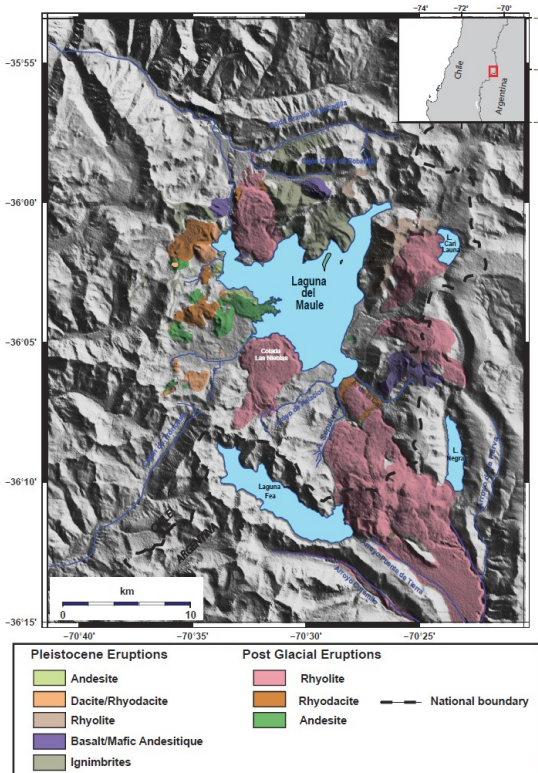 −74° −72° −70°
Chile
Argentina
−35°55'
−36°00'
−36°05'
−36°10'
−36°15'
L.
Cari
Launa
Laguna
del
Maule
Colada
Las Nieblas
L.
Negra
Laguna
Fea
ARGENTINA
km
0 10
−70°40' −70°35' −70°30' −70°25'
Pleistocene Eruptions
Andesite
Dacite/Rhyodacite
Rhyolite
Basalt/Mafic Andesitique
Ignimbrites
Post Glacial Eruptions
Rhyolite
Rhyodacite
Andesite
National boundary